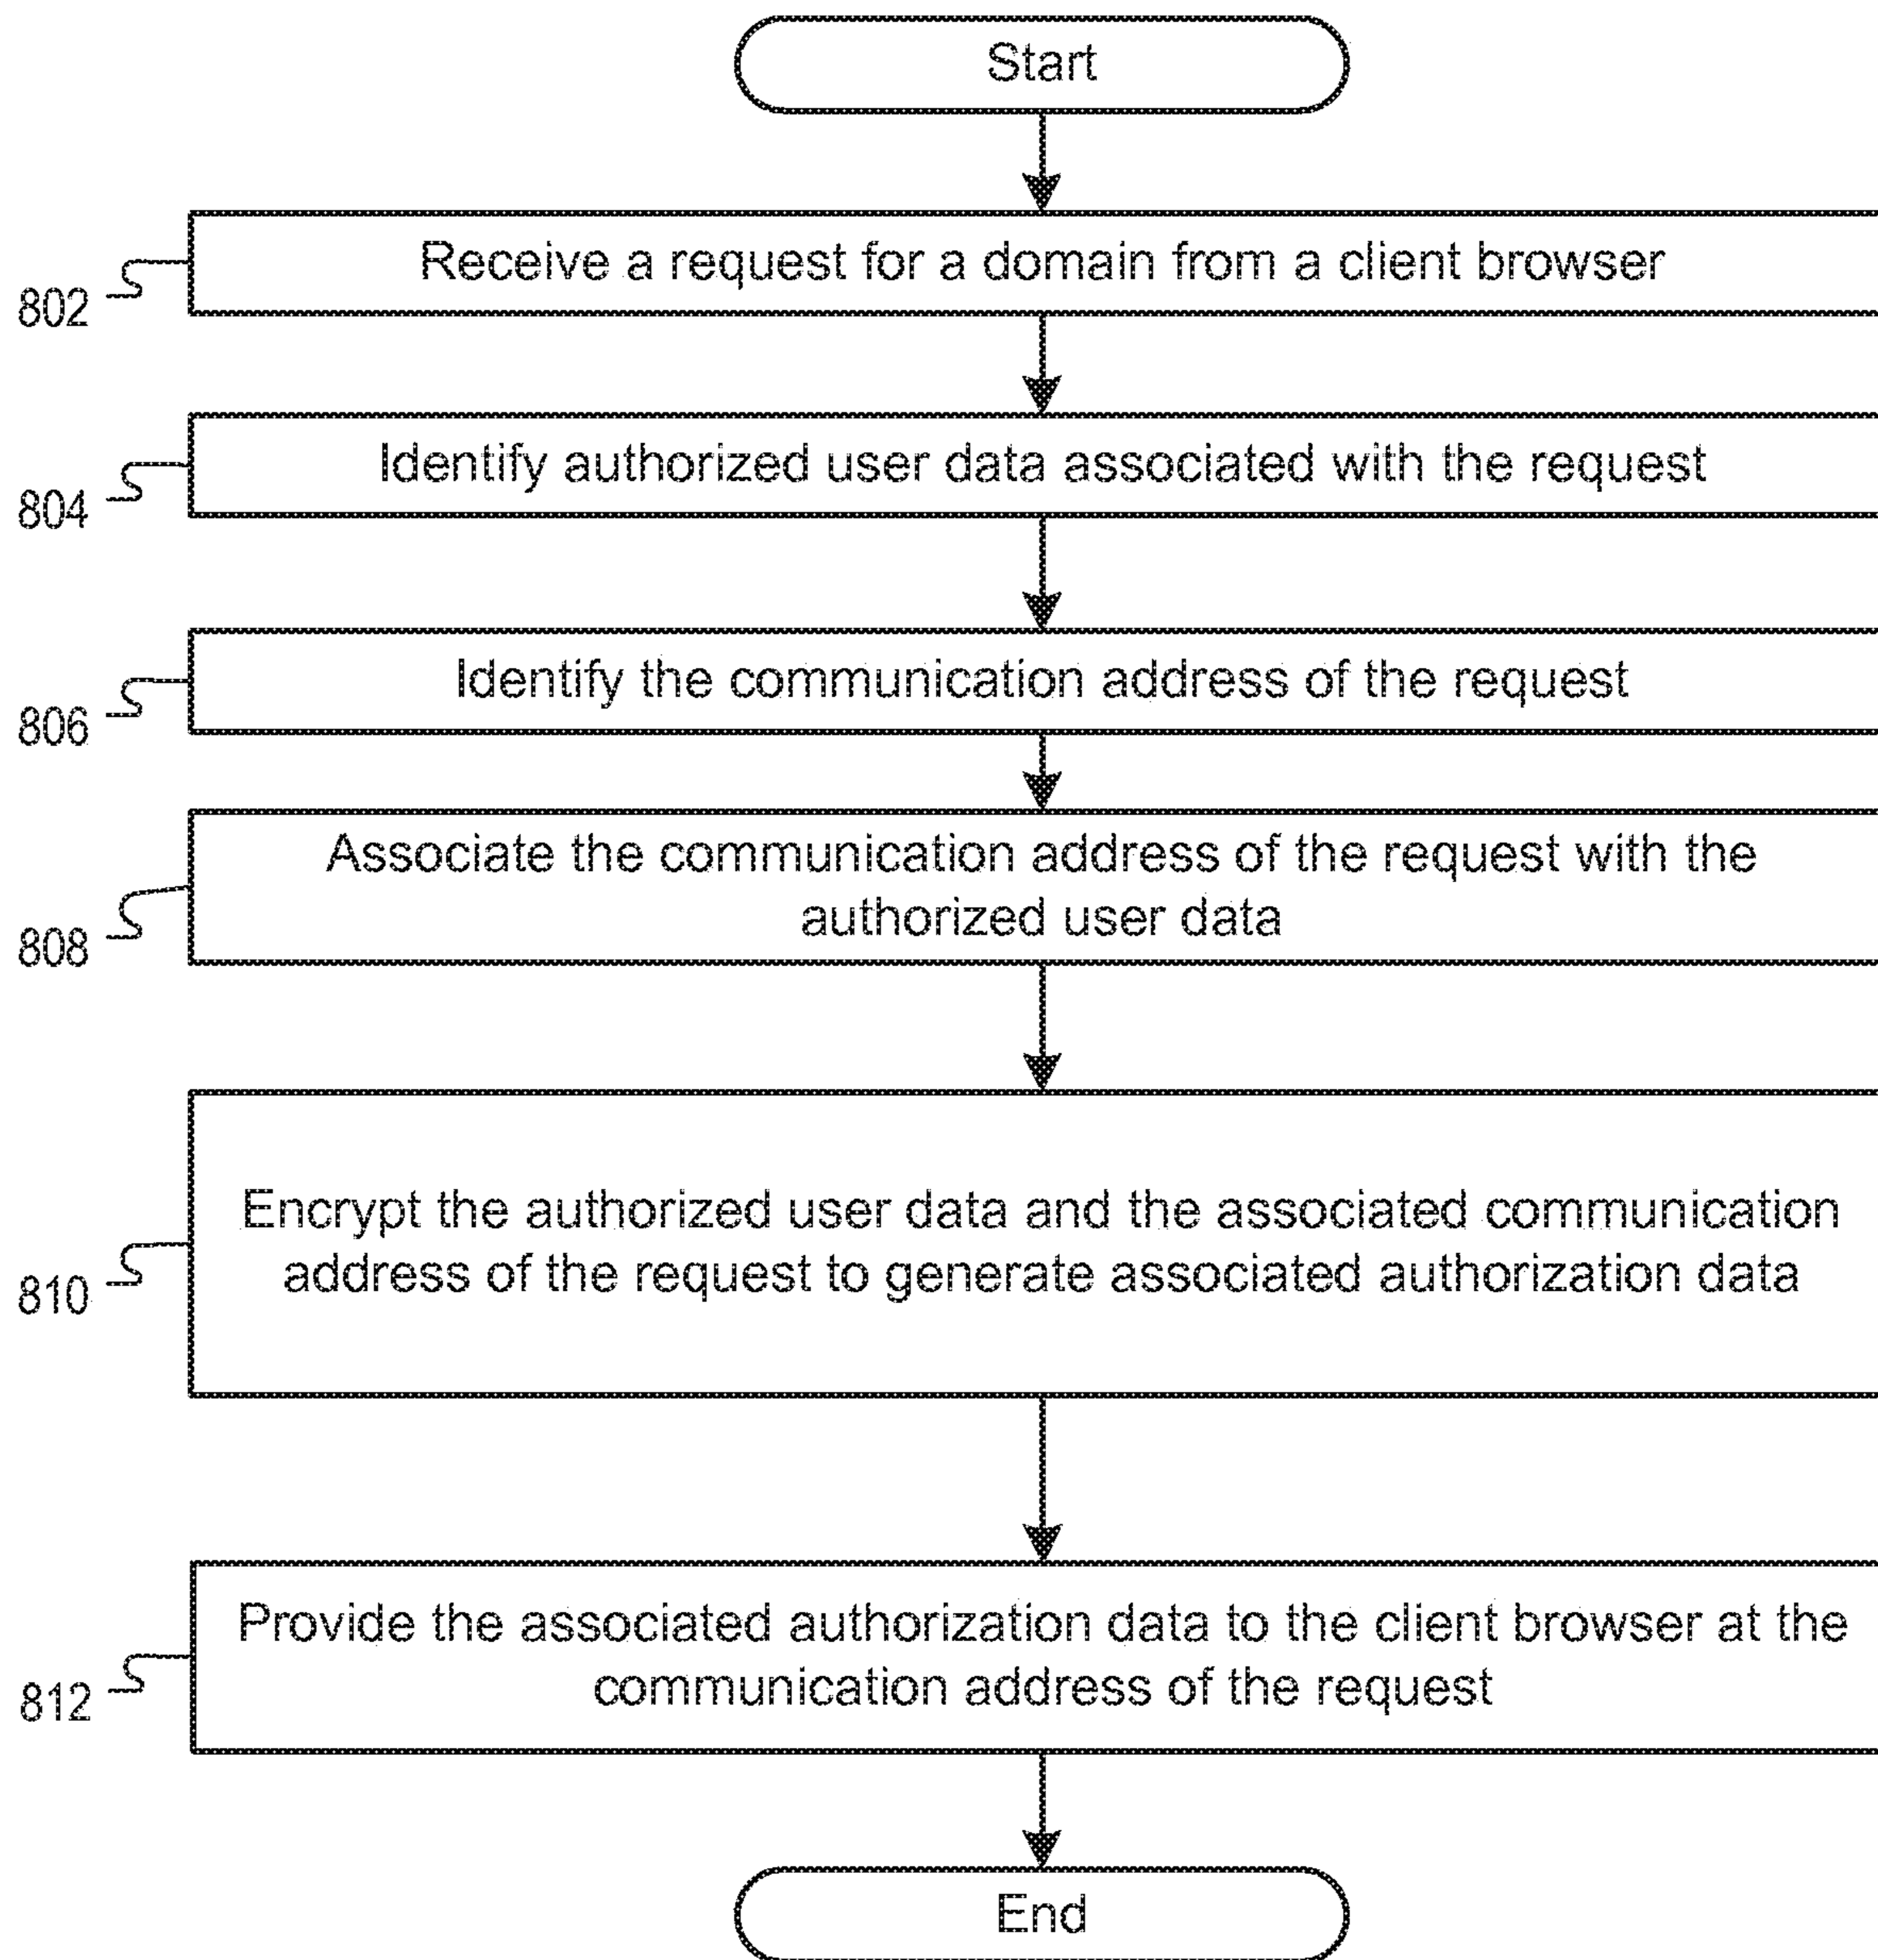 Start
Receive a request for a domain from a client browser
802
Identify authorized user data associated with the request
804
Identify the communication address of the request
806
Associate the communication address of the request with the
authorized user data
808
Encrypt the authorized user data and the associated communication
address of the request to generate associated authorization data
810
Provide the associated authorization data to the client browser at the
communication address of the request
812
End